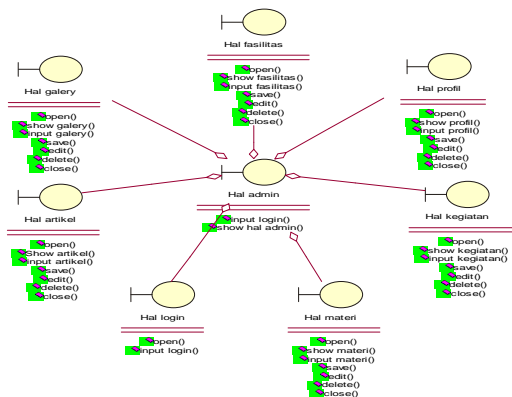 Hal fasilitas
open()
show fasilitas()
input fasilitas()
save()
edit()
delete()
close()
Hal galery
open()
show galery()
input galery()
save()
edit()
delete()
close()
Hal profil
open()
show profil()
input profil()
save()
edit()
delete()
close()
Hal admin
input login()
show hal admin()
Hal artikel
open()
Show artikel()
input artikel()
save()
edit()
delete()
close()
Hal kegiatan
open()
show kegiatan()
input kegiatan()
save()
edit()
delete()
close()
Hal login
open()
input login()
Hal materi
open()
show materi()
input materi()
save()
edit()
delete()
close()